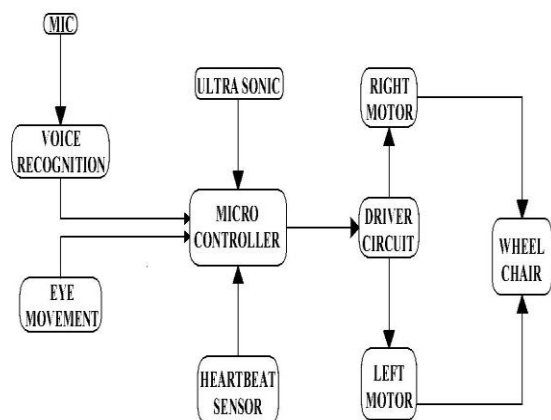 MIC
ULTRA SONIC
RIGHT
MOTOR
VOICE
RECOGNITION
MICRO
CONTROLLER
DRIVER
CIRCUIT
WHEEL
CHAIR
EYE
MOVEMENT
HEARTBEAT
SENSOR
LEFT
MOTOR